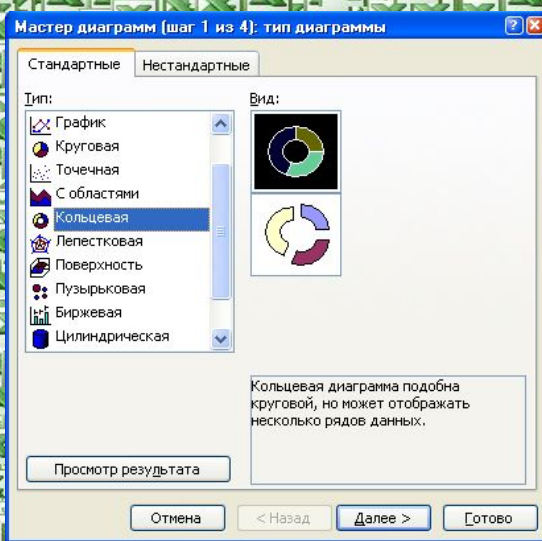 Мастер диаграмм (шаг 1 из 4): тип диаграммы
Стандартные
Нестандартные
Тип:
График
Круговая
Точечная
С областями
Кольцевая
Лепестковая
Поверхность
Пузырьковая
Биржевая
Цилиндрическая
Вид:
Кольцевая диаграмма подобна
круговой, но может отображать
несколько рядов данных.
Просмотр результата
Отмена
< Назад
Далее >
Готово